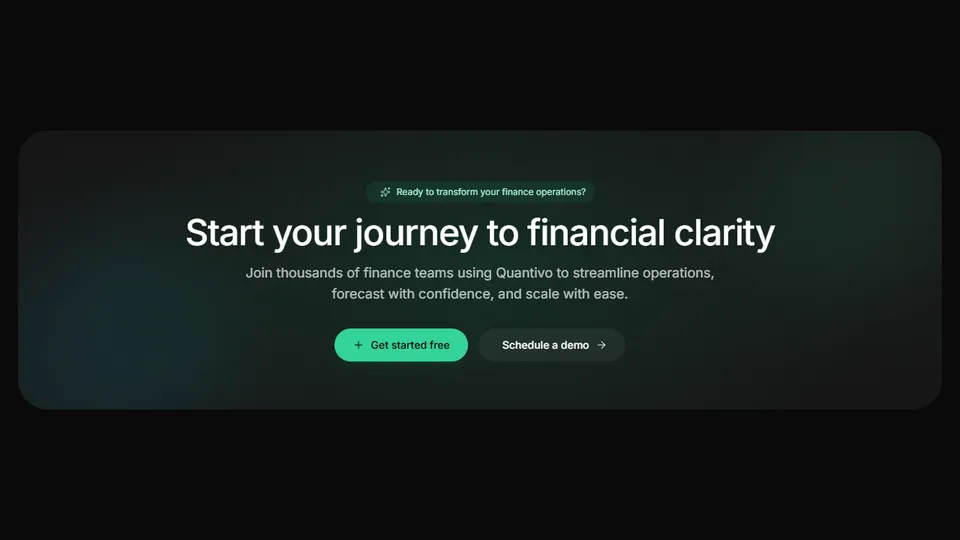 Ready to transform your finance operations?
Start your journey to financial clarity
Join thousands of finance teams using Quantivo to streamline operations,
forecast with confidence, and scale with ease.
Get started free
Schedule a demo